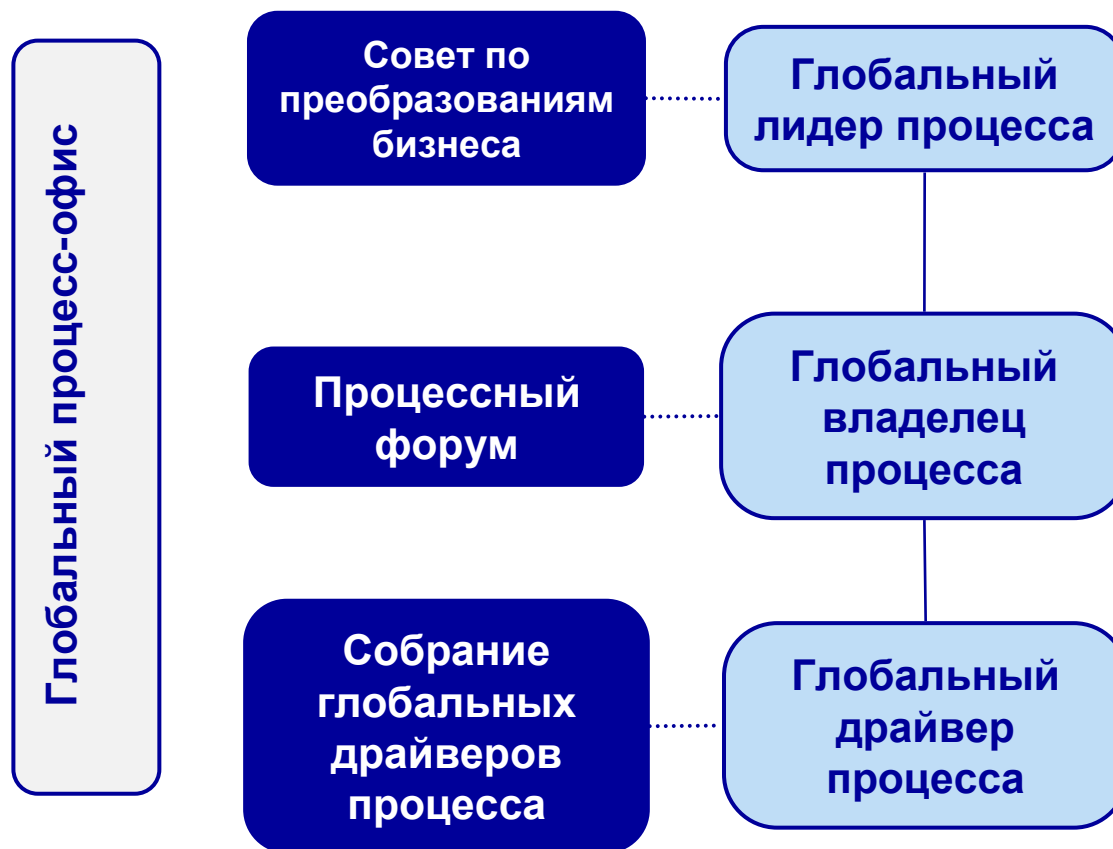 Глобальный процесс-офис
Совет по
преобразованиям
бизнеса
Глобальный
лидер процесса
Процессный
форум
Глобальный
владелец
процесса
Собрание
глобальных
драйверов
процесса
Глобальный
драйвер
процесса